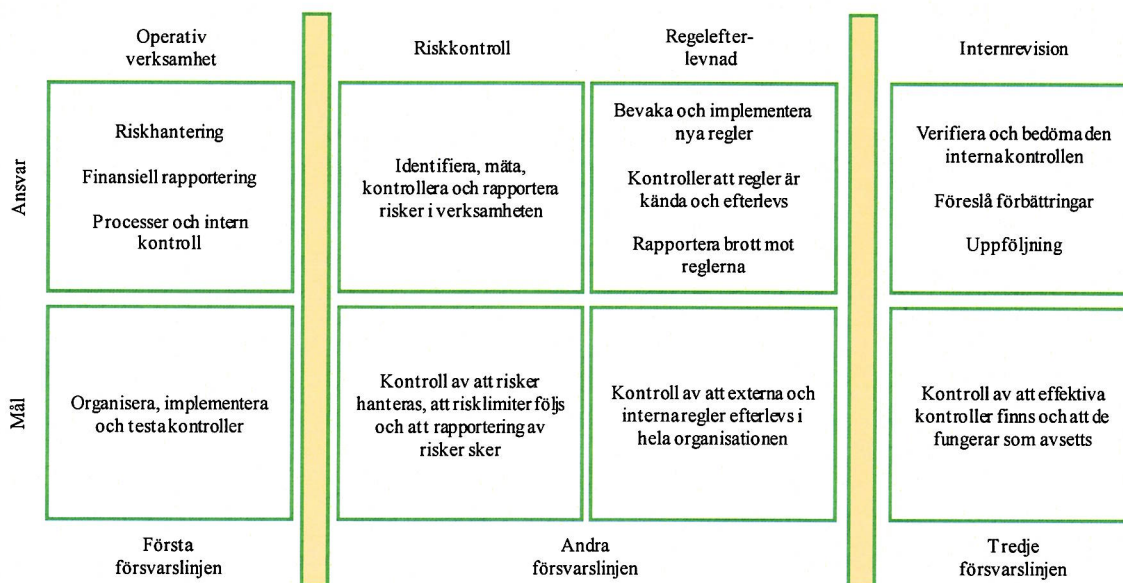 Operativ
verksamhet
Riskkontroll
Regelefter-
levnad
Internrevision
Ansvar
Riskhantering
Finansiell rapportering
Processer och intern
kontroll
Identifiera, mäta,
kontrollera och rapportera
risker i verksamheten
Bevaka och implementera
nya regler
Kontroller att regler är
kända och efterlevs
Rapportera brott mot
reglerna
Verifiera och bedöma den
interna kontrollen
Föreslå förbättringar
Uppföljning
Mål
Organisera, implementera
och testa kontroller
Kontroll av att risker
hanteras, att risklimiter följs
och att rapportering av
risker sker
Kontroll av att externa och
interna regler efterlevs i
hela organisationen
Kontroll av att effektiva
kontroller finns och att de
fungerar som avsetts
Första
försvarslinjen
Andra
försvarslinjen
Tredje
försvarslinjen